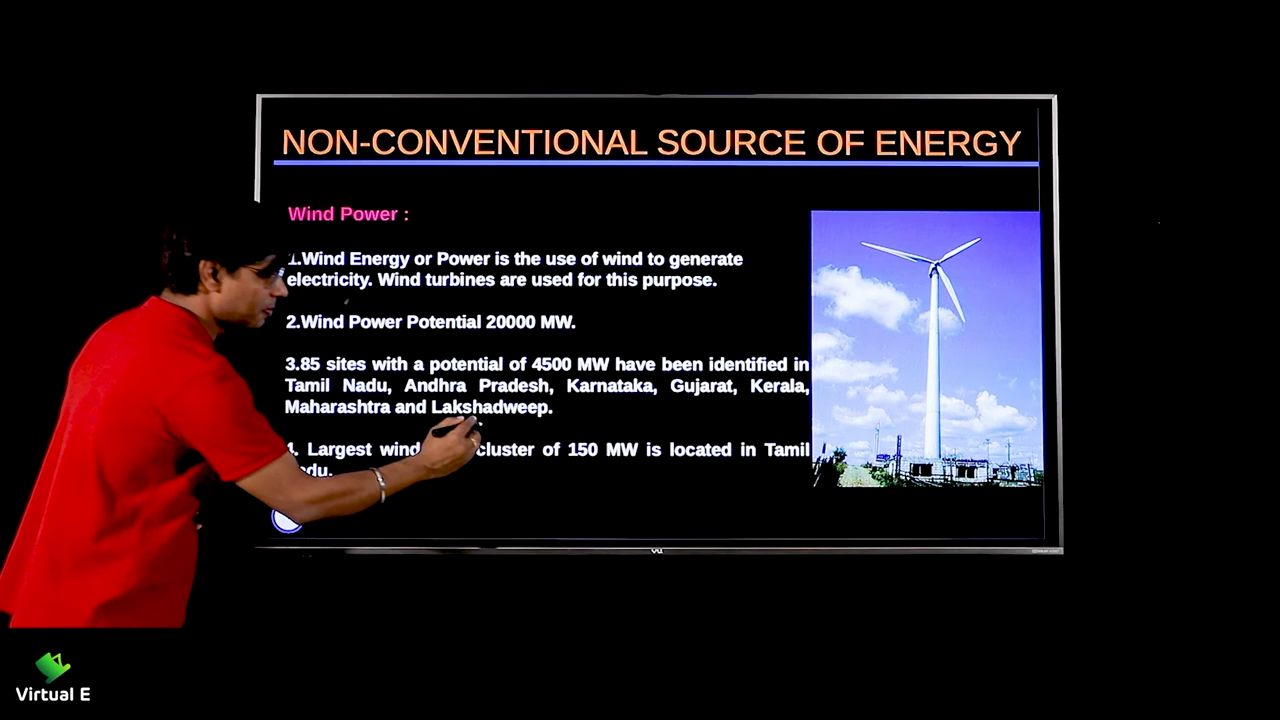 NON-CONVENTIONAL SOURCE OF ENERGY
Wind Power :
1.Wind Energy or Power is the use of wind to generate
electricity. Wind turbines are used for this purpose.
2.Wind Power Potential 20000 MW.
3.85 sites with a potential of 4500 MW have been identified in
Tamil Nadu, Andhra Pradesh, Karnataka, Gujarat, Kerala,
Maharashtra and Lakshadweep.
4. Largest wind cluster of 150 MW is located in Tamil
Virtual E